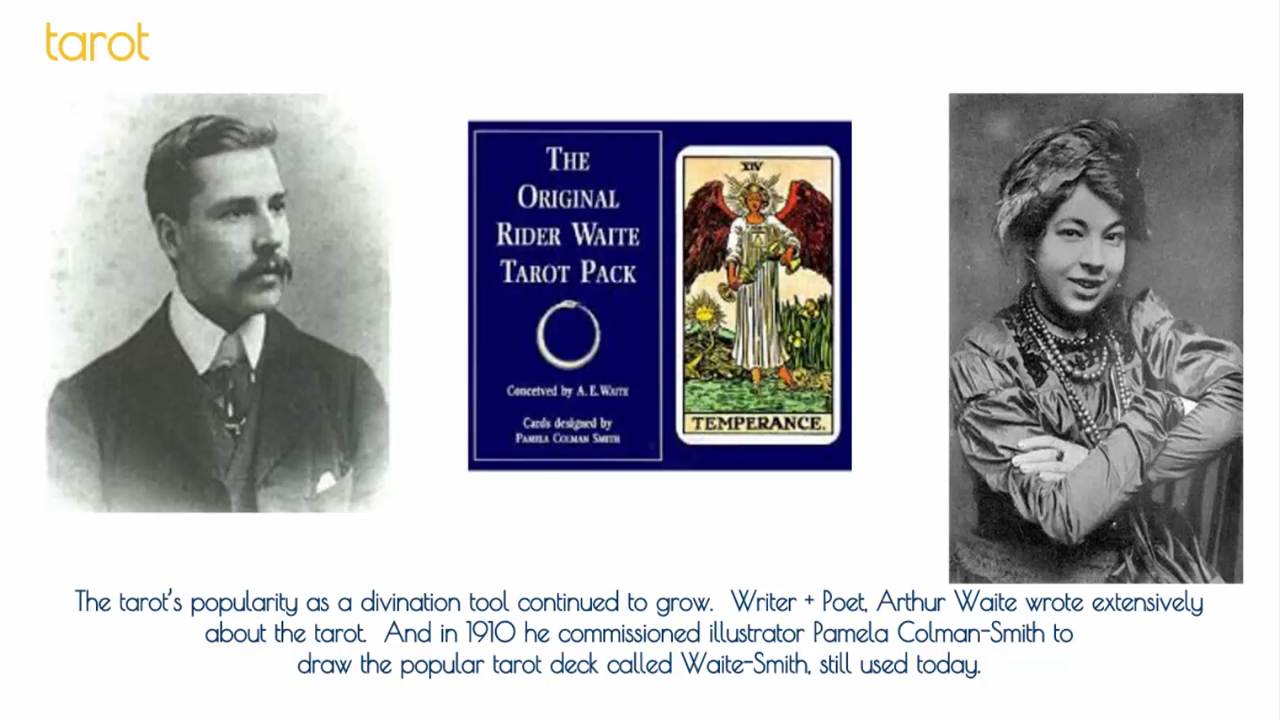 tarot
THE
ORIGINAL
RIDER WAITE
TAROT PACK
Conceived by A. E. WAITE
Cards designed by
PAMELA COLMAN SMITH
XIV
TEMPERANCE.
The tarot's popularity as a divination tool continued to grow. Writer + Poet, Arthur Waite wrote extensively
about the tarot. And in 1910 he commissioned illustrator Pamela Colman-Smith to
draw the popular tarot deck called Waite-Smith, still used today.